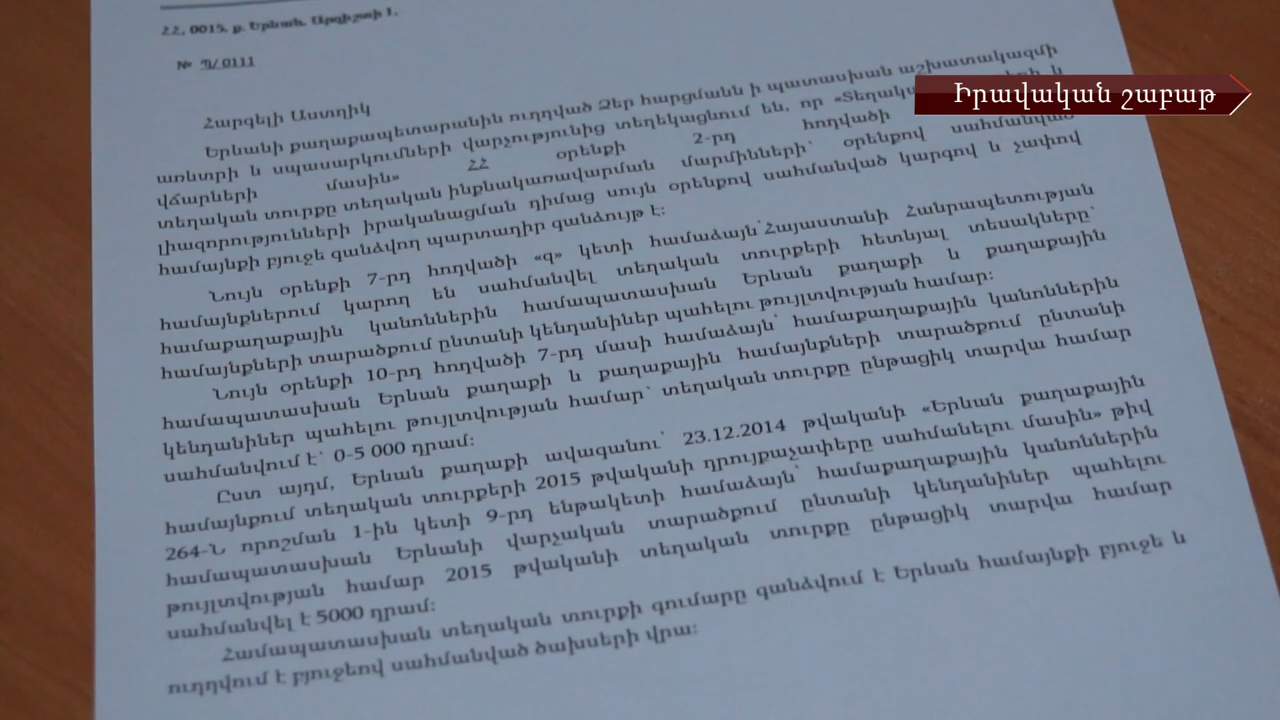 ՀՀ, 0015, ք. Երևան, Արգիշտի 1,
№ Պ/0111
Իրավական շաբաթ
Հարգելի Աստղիկ
Երևանի քաղաքապետարանին ուղղված Ձեր հարցմանն ի պատասխան աշխատակազմի
առևտրի և սպասարկումների վարչությունից տեղեկացնում են, որ «Տեղական և
վճարների մասին» ՀՀ օրենքի 2-րդ հոդվածի
տեղական տուրքը տեղական ինքնակառավարման մարմինների՝ օրենքով սահմանված
լիազորությունների իրականացման դիմաց սույն օրենքով սահմանված կարգով և չափով
համայնքի բյուջե գանձվող պարտադիր գանձույթ է:
Նույն օրենքի 7-րդ հոդվածի «զ» կետի համաձայն՝ Հայաստանի Հանրապետության
համայնքներում կարող են սահմանվել տեղական տուրքերի հետևյալ տեսակները՝
համաքաղաքային կանոններին համապատասխան Երևան քաղաքի և քաղաքային
համայնքների տարածքում ընտանի կենդանիներ պահելու թույլտվության համար:
Նույն օրենքի 10-րդ հոդվածի 7-րդ մասի համաձայն՝ համաքաղաքային կանոններին
համապատասխան Երևան քաղաքի և քաղաքային համայնքների տարածքում ընտանի
կենդանիներ պահելու թույլտվության համար՝ տեղական տուրքը ընթացիկ տարվա համար
սահմանվում է՝ 0-5 000 դրամ:
Ըստ այդմ, Երևան քաղաքի ավագանու՝ 23.12.2014 թվականի «Երևան քաղաքային
համայնքում տեղական տուրքերի 2015 թվականի դրույքաչափերը սահմանելու մասին» թիվ
264-Ն որոշման 1-ին կետի 9-րդ ենթակետի համաձայն՝ համաքաղաքային կանոններին
համապատասխան Երևանի վարչական տարածքում ընտանի կենդանիներ պահելու
թույլտվության համար 2015 թվականի տեղական տուրքը ընթացիկ տարվա համար
սահմանվել է 5000 դրամ:
Համապատասխան տեղական տուրքի գումարը գանձվում է Երևան համայնքի բյուջե և
ուղղվում է բյուջեով սահմանված ծախսերի վրա: